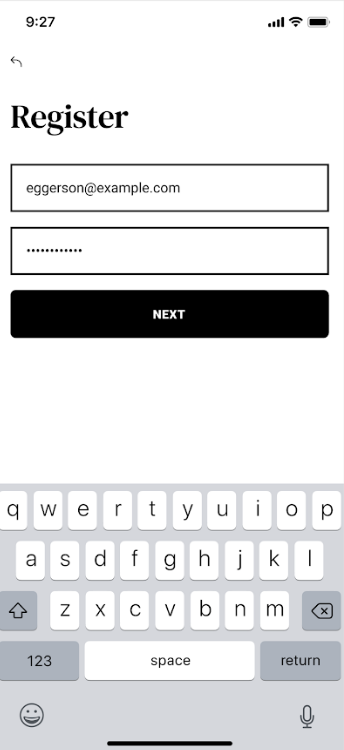 9:27
Register
eggerson@example.com
••••••••••••
NEXT
q w e r t y u i o p
a s d f g h j k l
z x c v b n m
123 space return